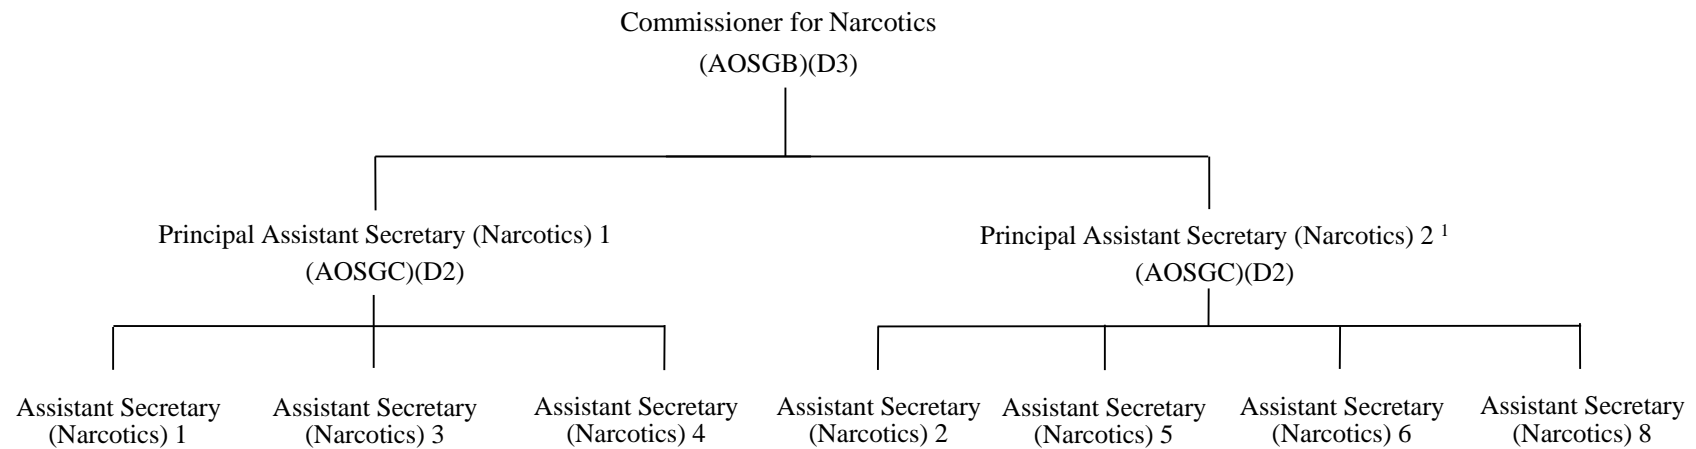 Commissioner for Narcotics
(AOSGB)(D3)
Principal Assistant Secretary (Narcotics) 1
(AOSGC)(D2)
Principal Assistant Secretary (Narcotics) 2 ¹
(AOSGC)(D2)
Assistant Secretary
(Narcotics) 1
Assistant Secretary
(Narcotics) 3
Assistant Secretary
(Narcotics) 4
Assistant Secretary
(Narcotics) 2
Assistant Secretary
(Narcotics) 5
Assistant Secretary
(Narcotics) 6
Assistant Secretary
(Narcotics) 8